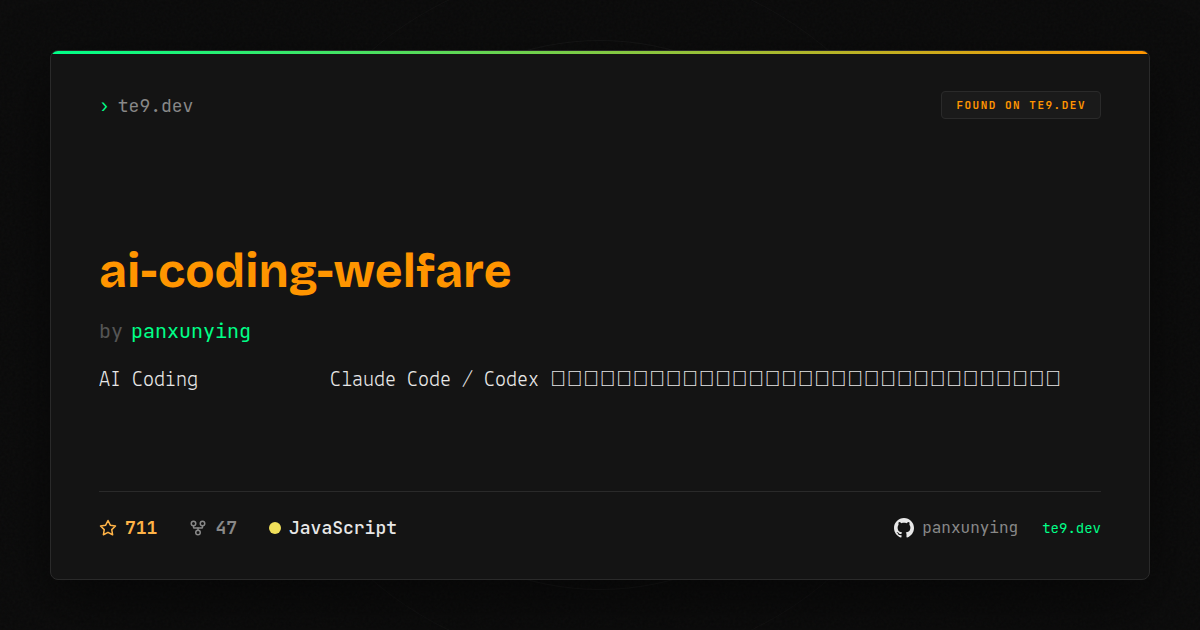 › te9.dev
FOUND ON TE9.DEV
ai-coding-welfare
by panxunying
AI Coding Claude Code / Codex
711 47 JavaScript
panxunying te9.dev